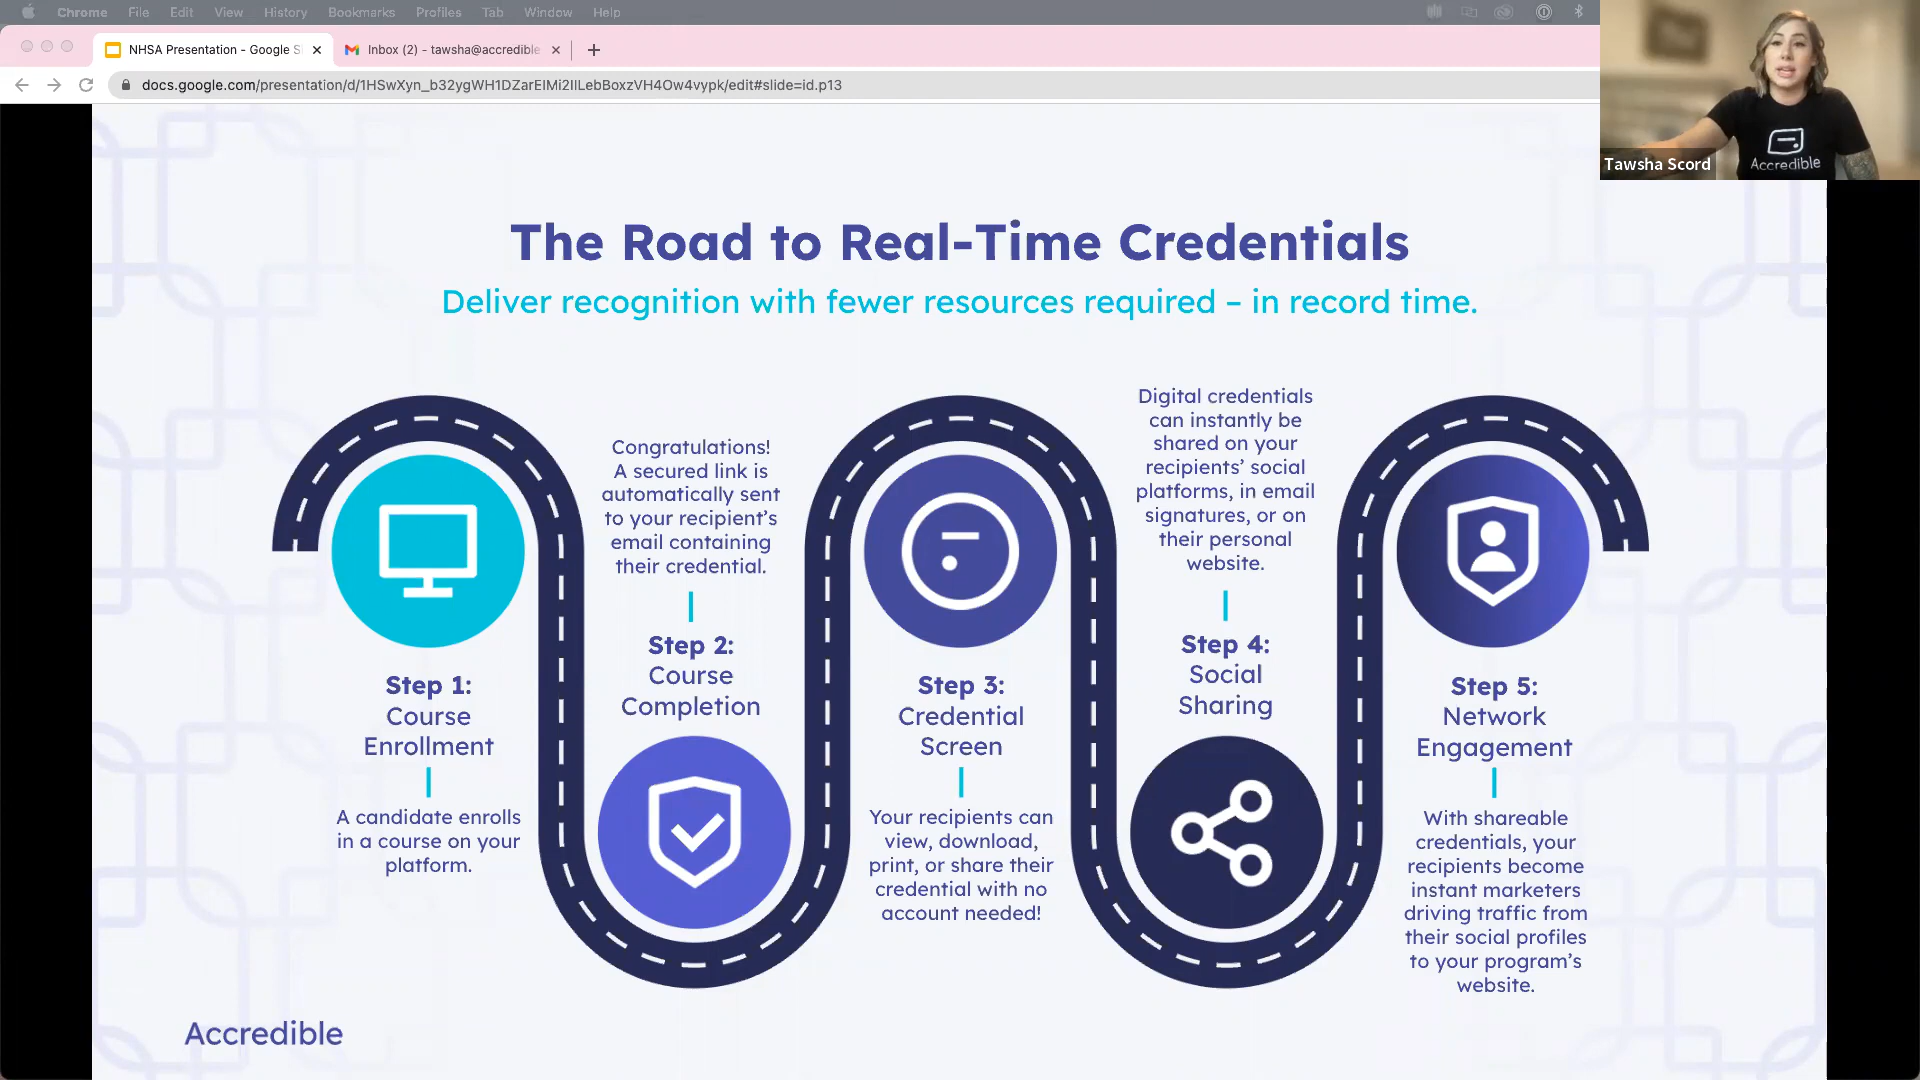 Chrome File Edit View History Bookmarks Profiles Tab Window Help
NHSA Presentation - Google S
Inbox (2) - tawsha@accredible
docs.google.com/presentation/d/1HSwXyn_b32ygWH1DZarEIMi2IlLebBoxzVH4Ow4vypk/edit#slide=id.p13
Accredible
Tawsha Scord
The Road to Real-Time Credentials
Deliver recognition with fewer resources required – in record time.
Step 1:
Course
Enrollment
A candidate enrolls
in a course on your
platform.
Congratulations!
A secured link is
automatically sent
to your recipient's
email containing
their credential.
Step 2:
Course
Completion
Step 3:
Credential
Screen
Your recipients can
view, download,
print, or share their
credential with no
account needed!
Digital credentials
can instantly be
shared on your
recipients' social
platforms, in email
signatures, or on
their personal
website.
Step 4:
Social
Sharing
Step 5:
Network
Engagement
With shareable
credentials, your
recipients become
instant marketers
driving traffic from
their social profiles
to your program's
website.
Accredible